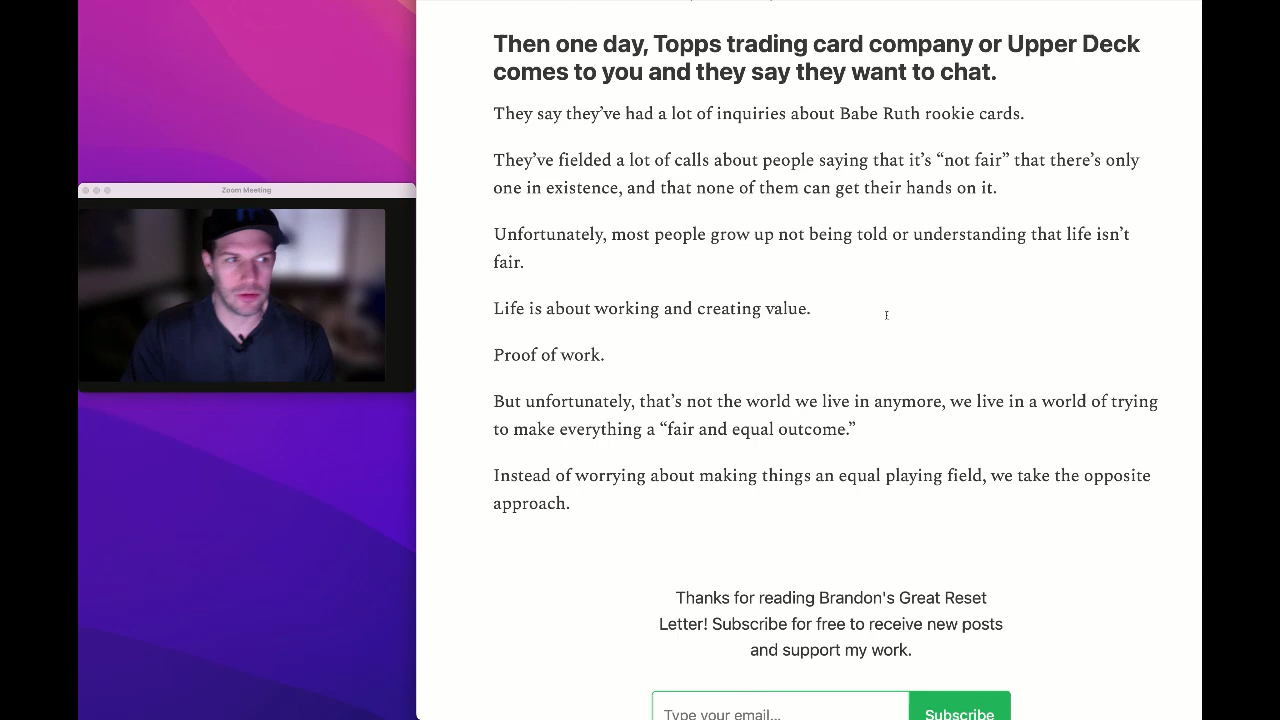 Then one day, Topps trading card company or Upper Deck
comes to you and they say they want to chat.
They say they’ve had a lot of inquiries about Babe Ruth rookie cards.
They’ve fielded a lot of calls about people saying that it’s “not fair” that there’s only
one in existence, and that none of them can get their hands on it.
Unfortunately, most people grow up not being told or understanding that life isn’t
fair.
Life is about working and creating value.
Proof of work.
But unfortunately, that’s not the world we live in anymore, we live in a world of trying
to make everything a “fair and equal outcome.”
Instead of worrying about making things an equal playing field, we take the opposite
approach.
Thanks for reading Brandon's Great Reset
Letter! Subscribe for free to receive new posts
and support my work.
Type your email...
Subscribe
Zoom Meeting